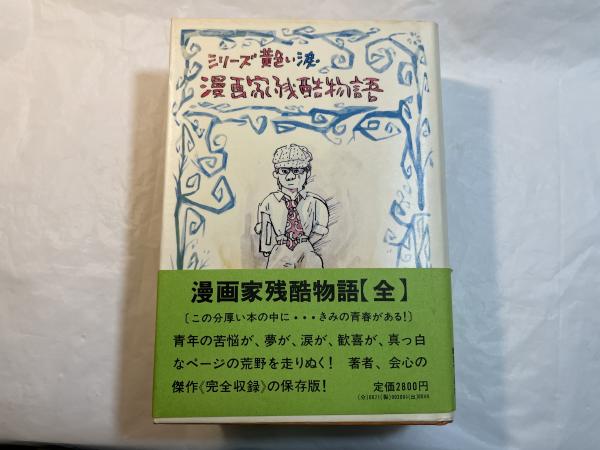 シリーズ黄色い涙
漫画家残酷物語
漫画家残酷物語【全】
〔この分厚い本の中に・・・きみの青春がある！〕
青年の苦悩が、夢が、涙が、歓喜が、真っ白
なページの荒野を走りぬく！ 著者、会心の
傑作《完全収録》の保存版！ 定価2800円